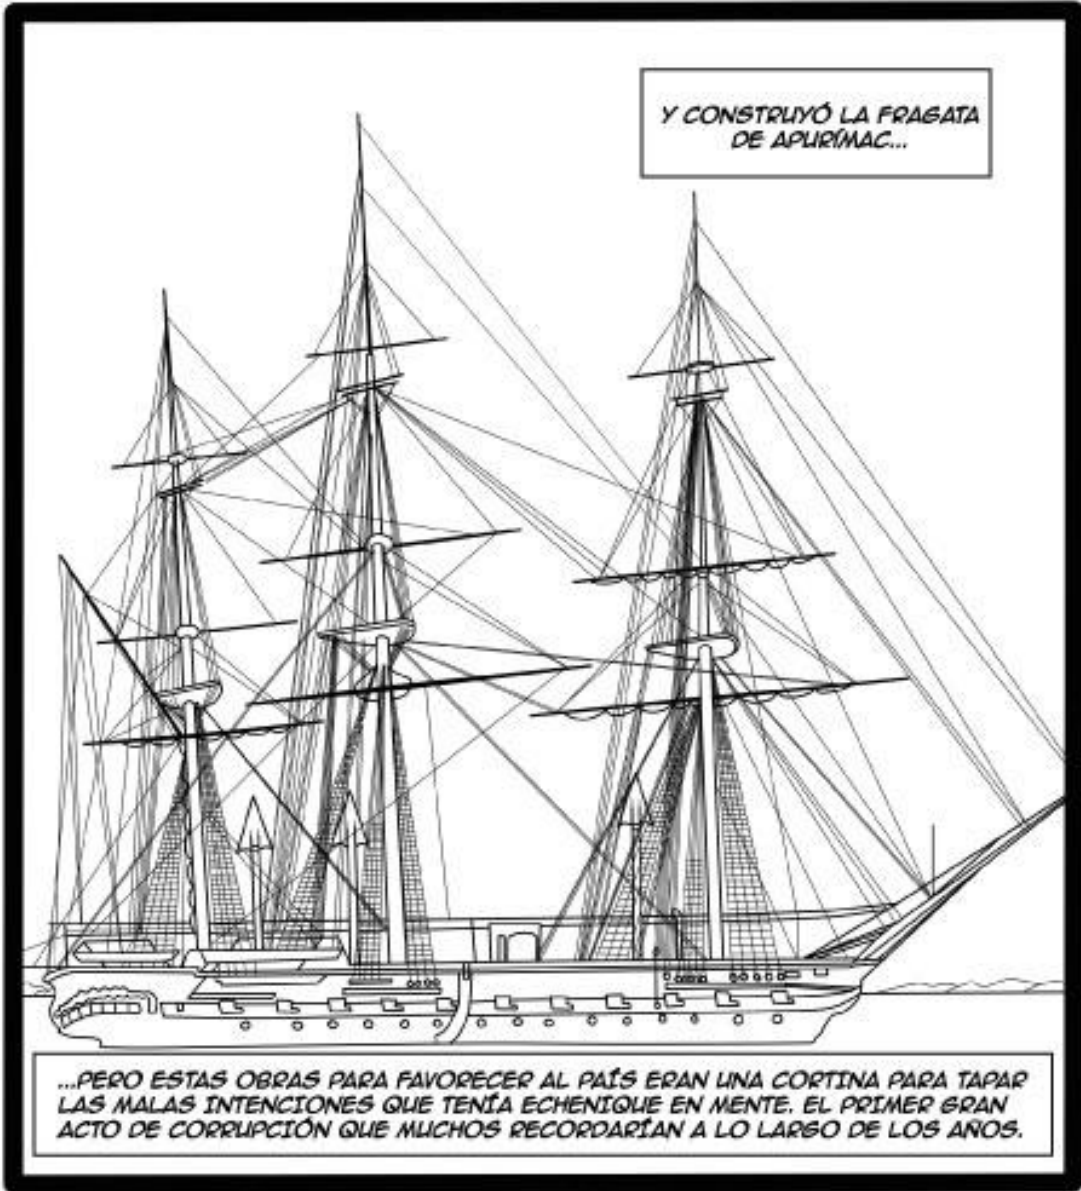 Y CONSTRUYÓ LA FRAGATA
DE APURÍMAC...
...PERO ESTAS OBRAS PARA FAVORECER AL PAÍS ERAN UNA CORTINA PARA TAPAR
LAS MALAS INTENCIONES QUE TENÍA ECHENIQUE EN MENTE. EL PRIMER GRAN
ACTO DE CORRUPCIÓN QUE MUCHOS RECORDARÍAN A LO LARGO DE LOS AÑOS.